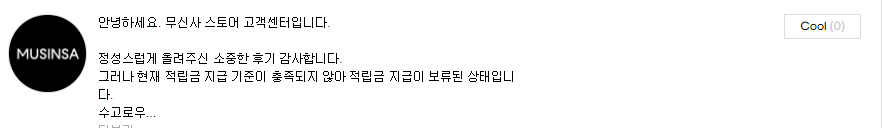 안녕하세요. 무신사 스토어 고객센터입니다.
Cool (0)
MUSINSA
정성스럽게 올려주신 소중한 후기 감사합니다.
그러나 현재 적립금 지급 기준이 충족되지 않아 적립금 지급이 보류된 상태입니
다.
수고로우...